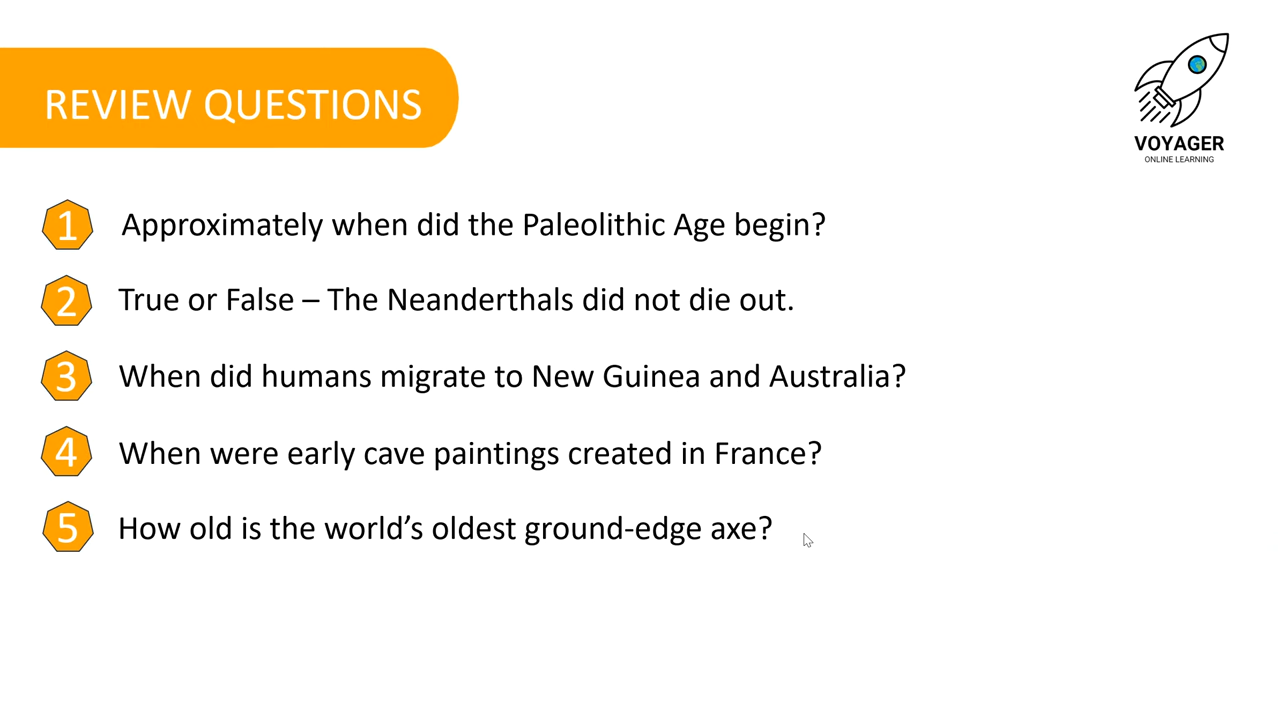 REVIEW QUESTIONS
VOYAGER
ONLINE LEARNING
1 Approximately when did the Paleolithic Age begin?
2 True or False – The Neanderthals did not die out.
3 When did humans migrate to New Guinea and Australia?
4 When were early cave paintings created in France?
5 How old is the world’s oldest ground-edge axe?